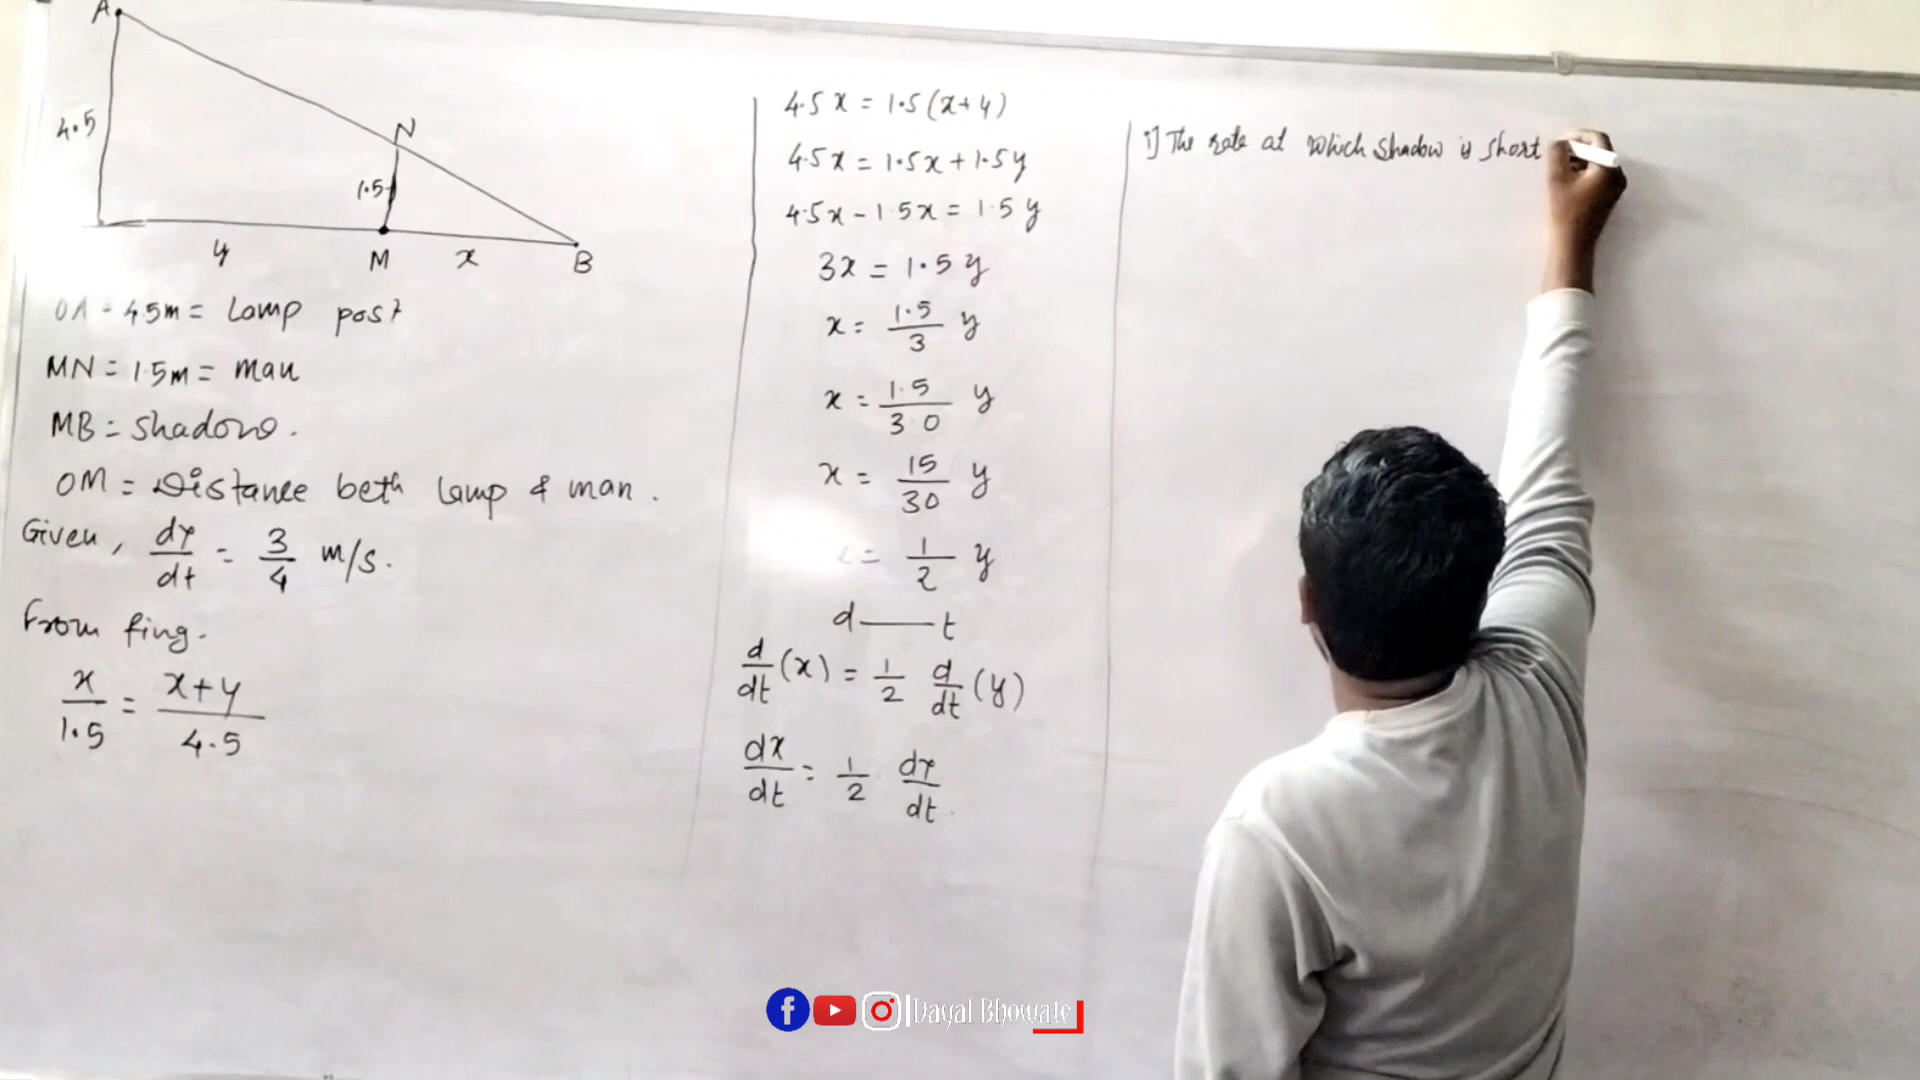 A
4.5
N
1.5
y
M
x
B
OA = 4.5m = Lamp post
MN = 1.5m = man
MB = Shadow.
OM = Distance betn Lamp & man.
Given, dy/dt = 3/4 m/s.
From fing.
x/1.5 = x+y/4.5
4.5x = 1.5(x+y)
4.5x = 1.5x + 1.5y
4.5x - 1.5x = 1.5y
3x = 1.5y
x = 1.5/3 y
x = 1.5/3.0 y
x = 15/30 y
x = 1/2 y
d — t
d/dt (x) = 1/2 d/dt (y)
dx/dt = 1/2 dy/dt.
i] The rate at which shadow is short
Dayal Bhowate